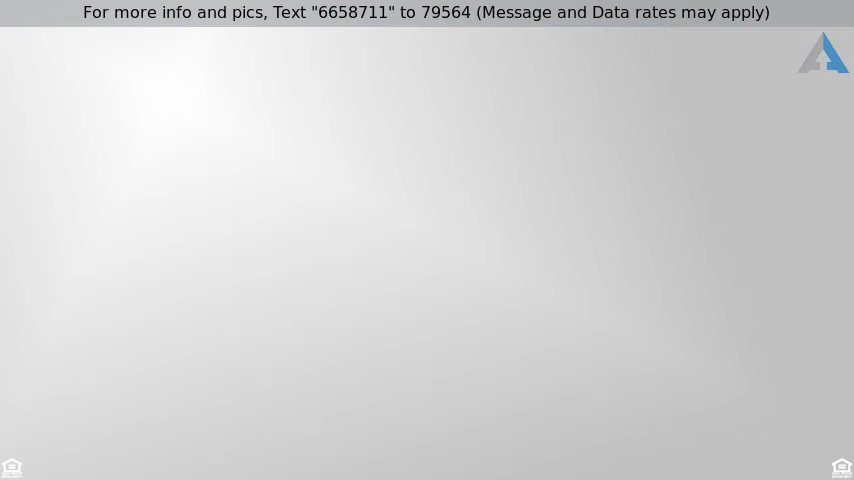 For more info and pics, Text "6658711" to 79564 (Message and Data rates may apply)